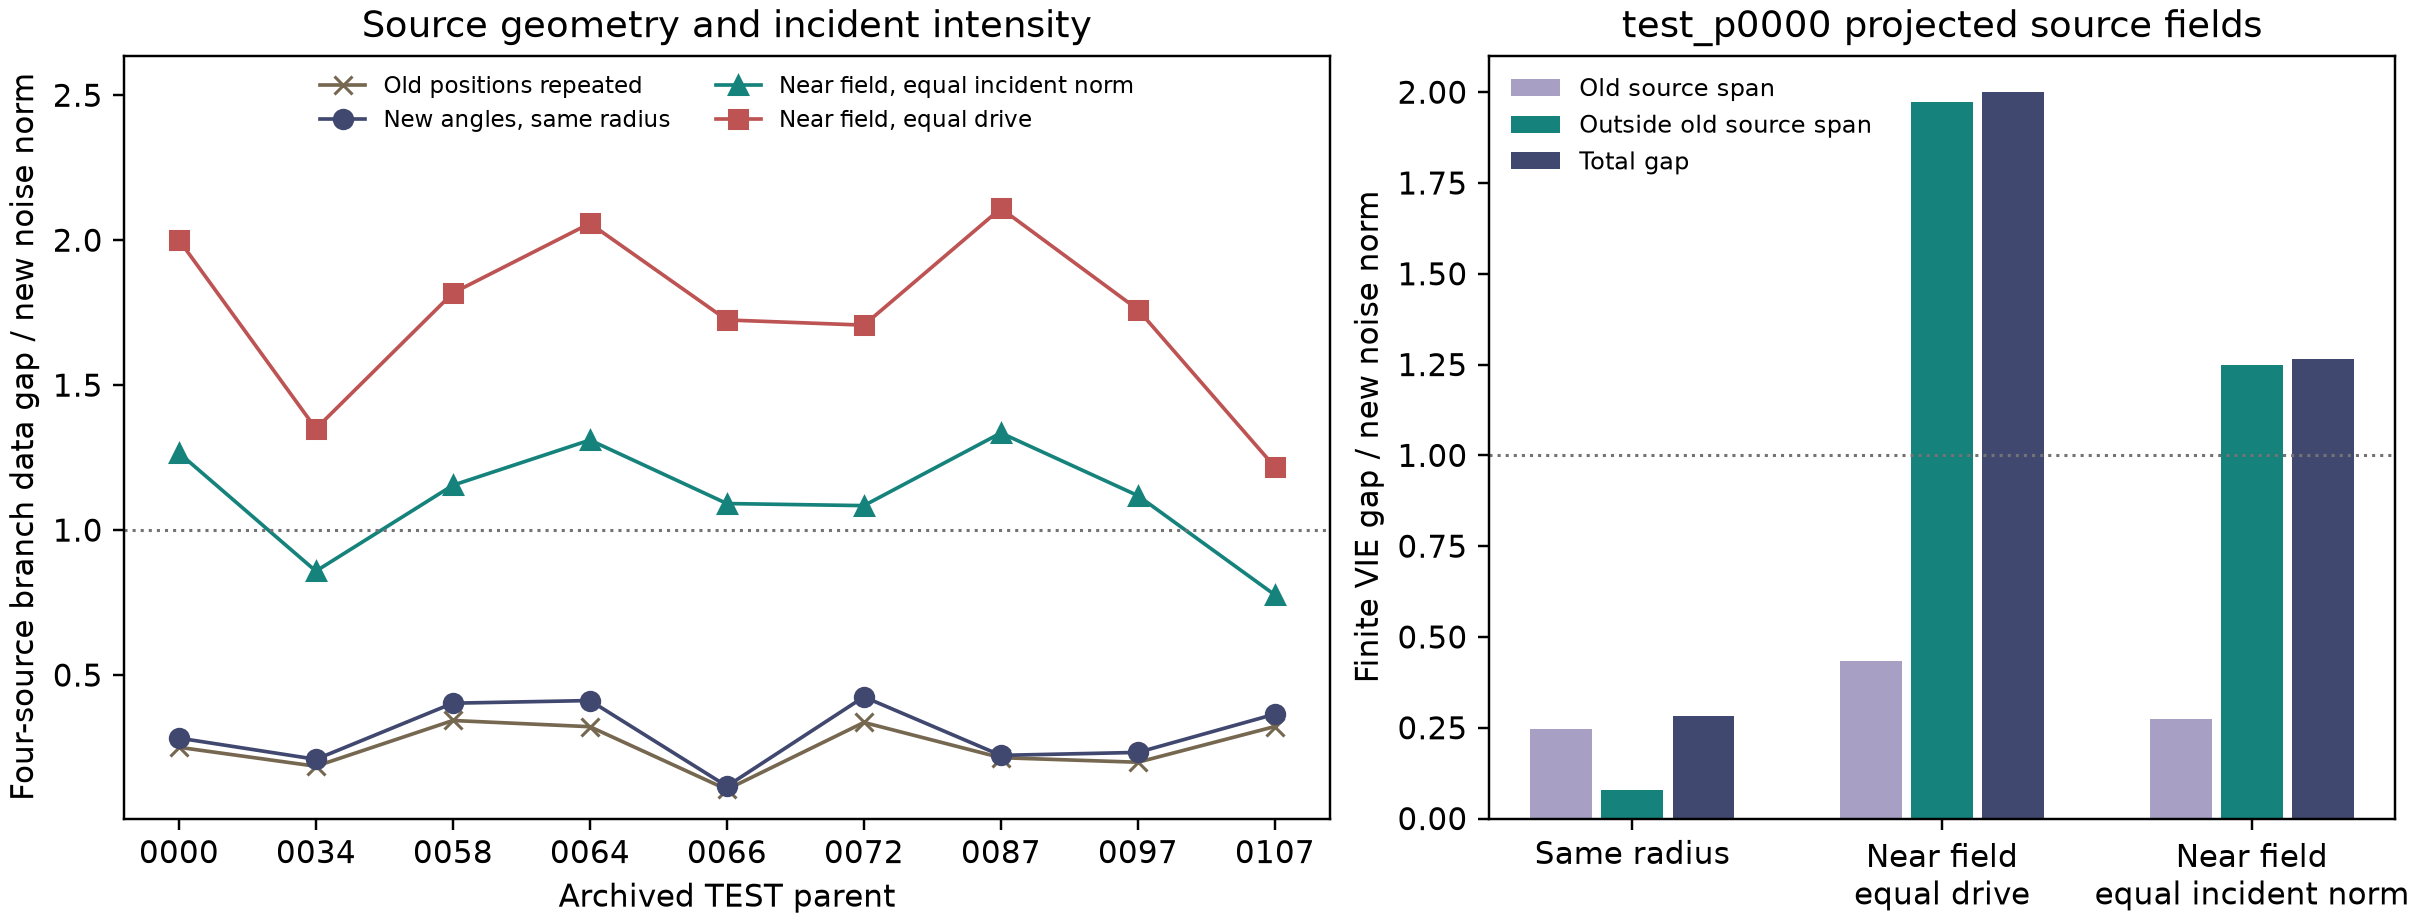 Source geometry and incident intensity
Old positions repeated
New angles, same radius
Near field, equal incident norm
Near field, equal drive
Four-source branch data gap / new noise norm
2.5
2.0
1.5
1.0
0.5
0000 0034 0058 0064 0066 0072 0087 0097 0107
Archived TEST parent
test_p0000 projected source fields
Old source span
Outside old source span
Total gap
Finite VIE gap / new noise norm
2.00
1.75
1.50
1.25
1.00
0.75
0.50
0.25
0.00
Same radius
Near field
equal drive
Near field
equal incident norm